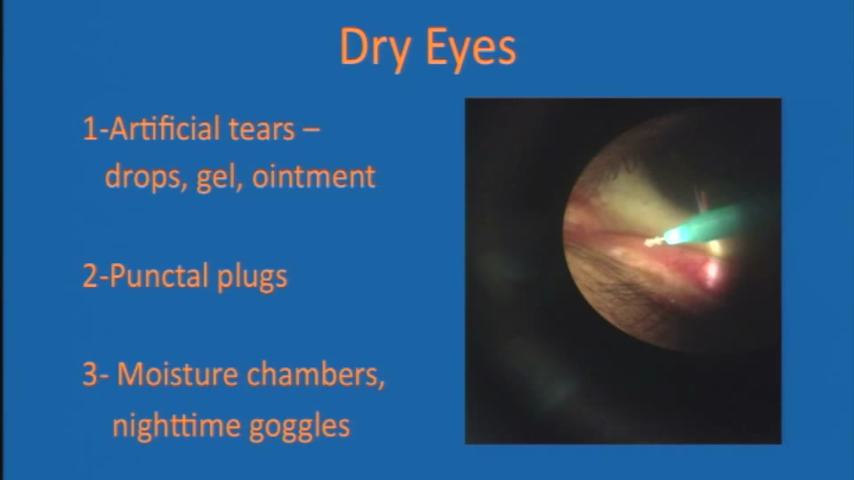 Dry Eyes
1-Artificial tears –
drops, gel, ointment
2-Punctal plugs
3- Moisture chambers,
nighttime goggles